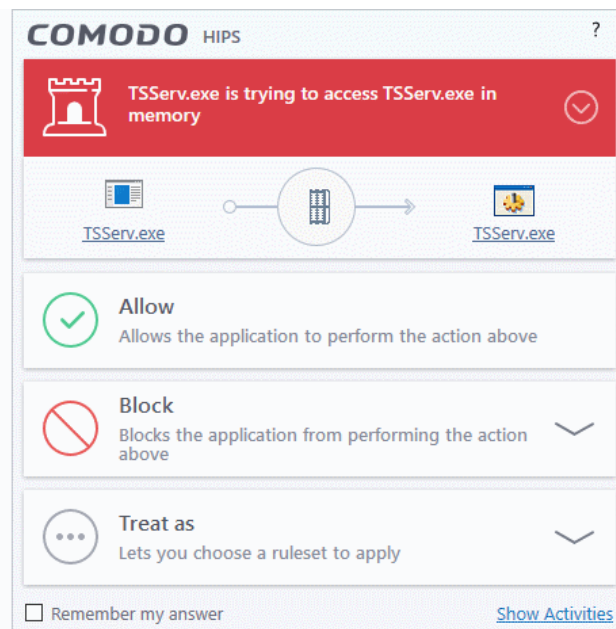 COMODO HIPS
?
TSServ.exe is trying to access TSServ.exe in
memory
TSServ.exe
TSServ.exe
Allow
Allows the application to perform the action above
Block
Blocks the application from performing the action
above
Treat as
Lets you choose a ruleset to apply
Remember my answer
Show Activities